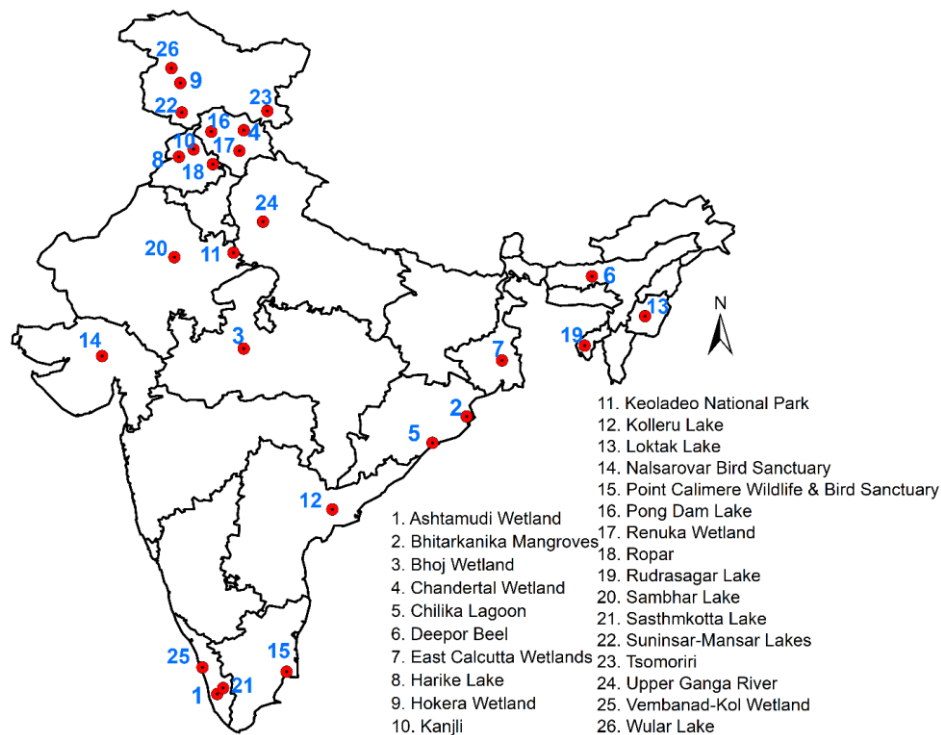 26
9
22
23
16
4
10
17
8
18
24
20
11
6
13
N
14
3
19
7
2
5
12
25
15
21
1
1. Ashtamudi Wetland
2. Bhitarkanika Mangroves
3. Bhoj Wetland
4. Chandertal Wetland
5. Chilika Lagoon
6. Deepor Beel
7. East Calcutta Wetlands
8. Harike Lake
9. Hokera Wetland
10. Kanjli
11. Keoladeo National Park
12. Kolleru Lake
13. Loktak Lake
14. Nalsarovar Bird Sanctuary
15. Point Calimere Wildlife & Bird Sanctuary
16. Pong Dam Lake
17. Renuka Wetland
18. Ropar
19. Rudrasagar Lake
20. Sambhar Lake
21. Sasthmkotta Lake
22. Suninsar-Mansar Lakes
23. Tsomoriri
24. Upper Ganga River
25. Vembanad-Kol Wetland
26. Wular Lake